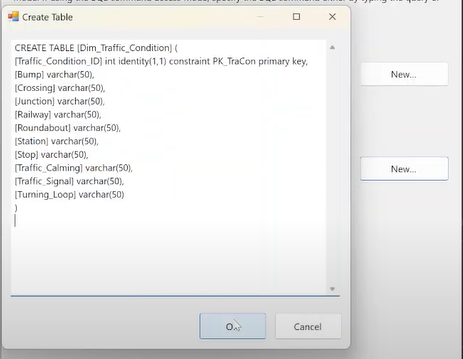 Create Table
CREATE TABLE [Dim_Traffic_Condition] (
[Traffic_Condition_ID] int identity(1,1) constraint PK_TraCon primary key,
[Bump] varchar(50),
[Crossing] varchar(50),
[Junction] varchar(50),
[Railway] varchar(50),
[Roundabout] varchar(50),
[Station] varchar(50),
[Stop] varchar(50),
[Traffic_Calming] varchar(50),
[Traffic_Signal] varchar(50),
[Turning_Loop] varchar(50)
)
New...
New...
Cancel